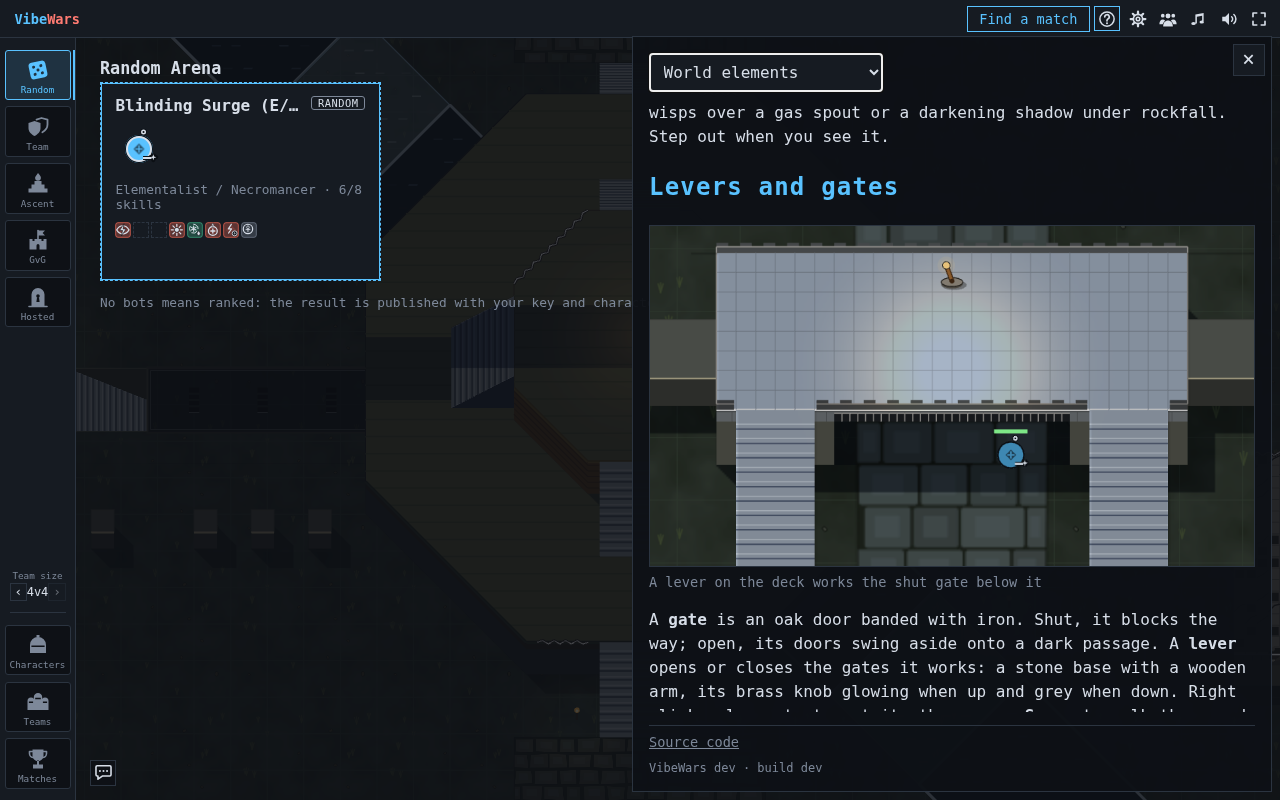 VibeWars
Find a match
Random
Team
Ascent
GvG
Hosted
Team size
‹ 4v4 ›
Characters
Teams
Matches
Random Arena
Blinding Surge (E/… RANDOM
Elementalist / Necromancer · 6/8
skills
No bots means ranked: the result is published with your key and chara
World elements
×
wisps over a gas spout or a darkening shadow under rockfall.
Step out when you see it.
Levers and gates
A lever on the deck works the shut gate below it
A gate is an oak door banded with iron. Shut, it blocks the
way; open, its doors swing aside onto a dark passage. A lever
opens or closes the gates it works: a stone base with a wooden
arm, its brass knob glowing when up and grey when down. Right
Source code
VibeWars dev · build dev